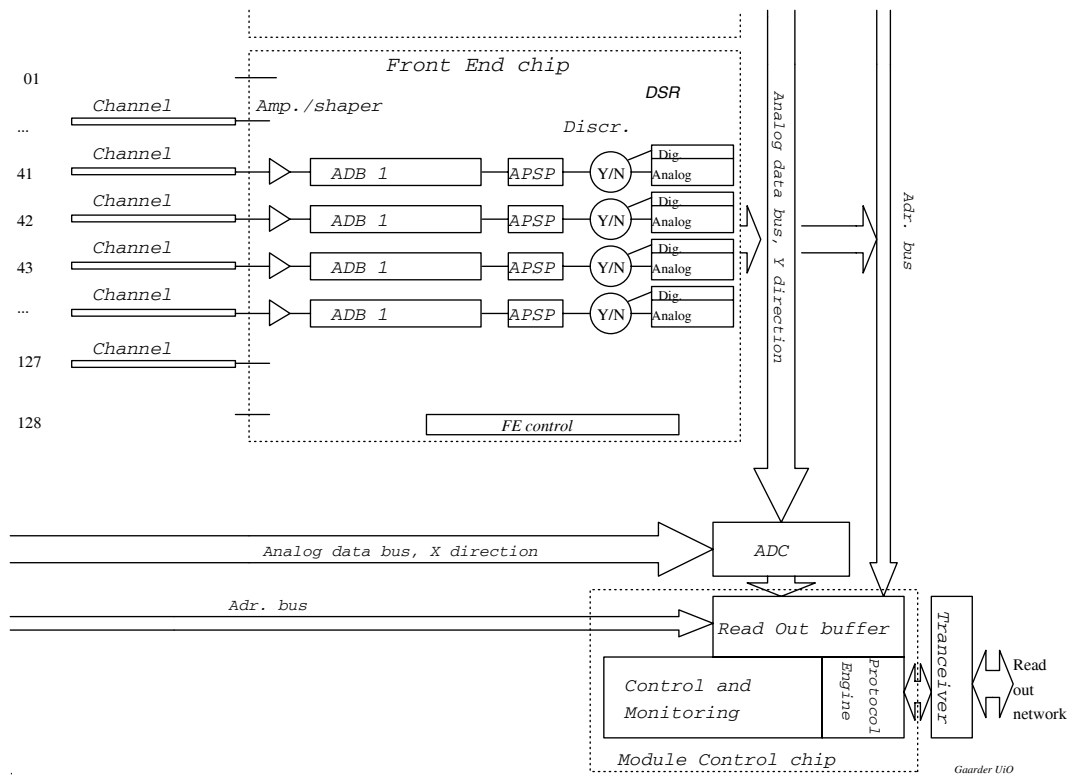 Front End chip
01
DSR
Channel
Amp./shaper
...
Discr.
Channel
41
ADB 1
APSP
Y/N
Dig.
Analog
Channel
42
ADB 1
APSP
Y/N
Dig.
Analog
Channel
43
ADB 1
APSP
Y/N
Dig.
Analog
Channel
...
ADB 1
APSP
Y/N
Dig.
Analog
Channel
127
128
FE control
Analog data bus, Y direction
Adr. bus
Analog data bus, X direction
ADC
Adr. bus
Read Out buffer
Control and
Monitoring
Protocol
Engine
Tranceiver
Read
out
network
Module Control chip
Gaarder UiO